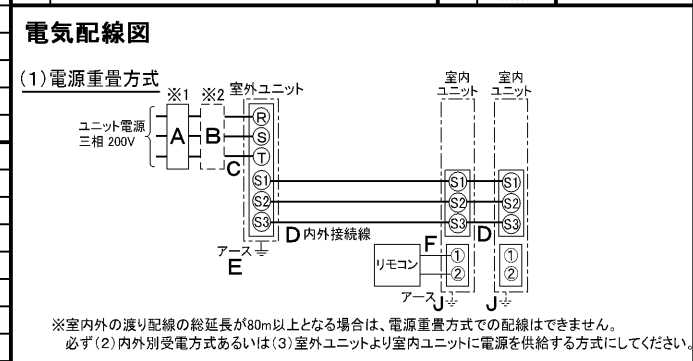 電気配線図
(1)電源重畳方式
※1 ※2 室外ユニット
室内
ユニット
室内
ユニット
ユニット電源
三相 200V
A
B
C
R
S
T
S1
S2
S3
S1
S2
S3
S1
S2
S3
D 内外接続線
D
アース
E
リモコン
F
①
②
①
②
アース J
J
※室内外の渡り配線の総延長が80m以上となる場合は、電源重畳方式での配線はできません。
必ず(2)内外別受電方式あるいは(3)室外ユニットより室内ユニットに電源を供給する方式にしてください。